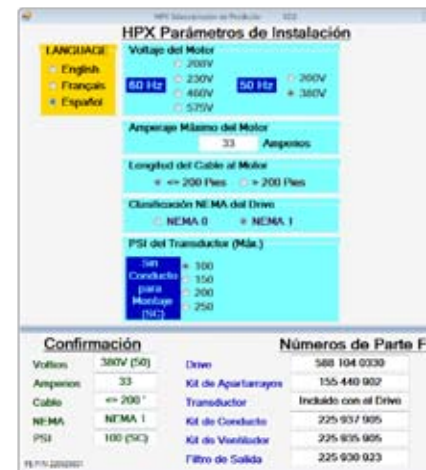 HPX Parámetros de Instalación
LANGUAGE
English
Français
Español
Voltaje del Motor
60 Hz
200V
230V
460V
575V
50 Hz
200V
380V
Amperaje Máximo del Motor
33 Amperios
Longitud del Cable al Motor
<= 200 Pies > 200 Pies
Clasificación NEMA del Drive
NEMA 0 NEMA 1
PSI del Transductor (Máx.)
Sin
Conducto
para
Montaje
(SC)
100
150
200
250
Confirmación
Voltios 380V (50)
Amperios 33
Cable <= 200'
NEMA NEMA 1
PSI 100 (SC)
Números de Parte F
Drive 588 104 0330
Kit de Apartarrayos 155 440 902
Transductor Incluido con el Drive
Kit de Conducto 225 937 905
Kit de Ventilador 225 935 905
Filtro de Salida 225 930 923